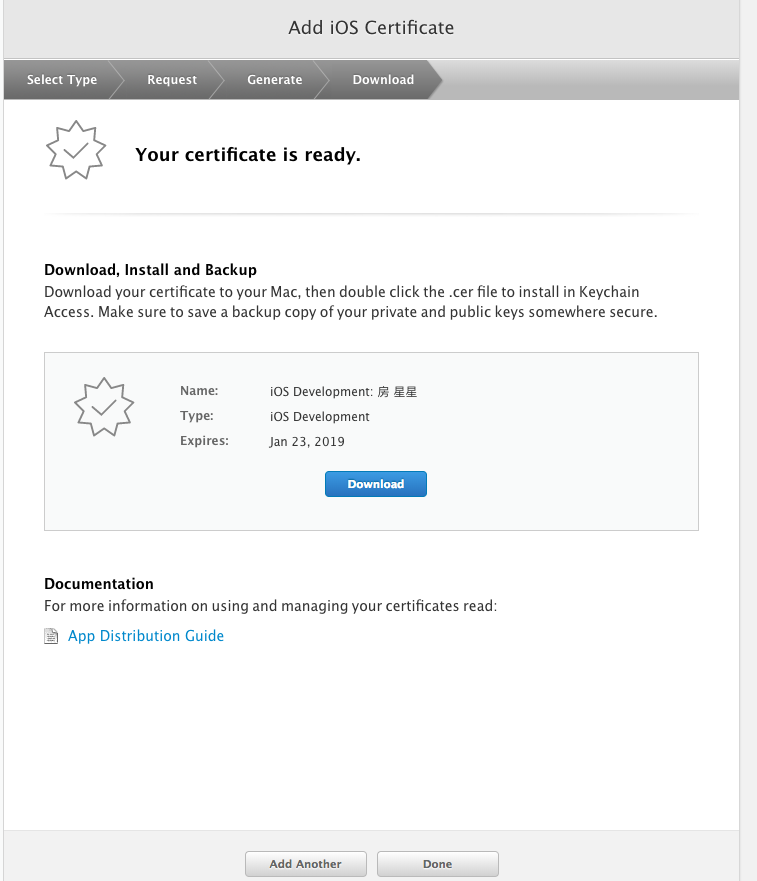 Add iOS Certificate
Select Type
Request
Generate
Download
Your certificate is ready.
Download, Install and Backup
Download your certificate to your Mac, then double click the .cer file to install in Keychain
Access. Make sure to save a backup copy of your private and public keys somewhere secure.
Name: iOS Development: 房 星星
Type: iOS Development
Expires: Jan 23, 2019
Download
Documentation
For more information on using and managing your certificates read:
App Distribution Guide
Add Another
Done